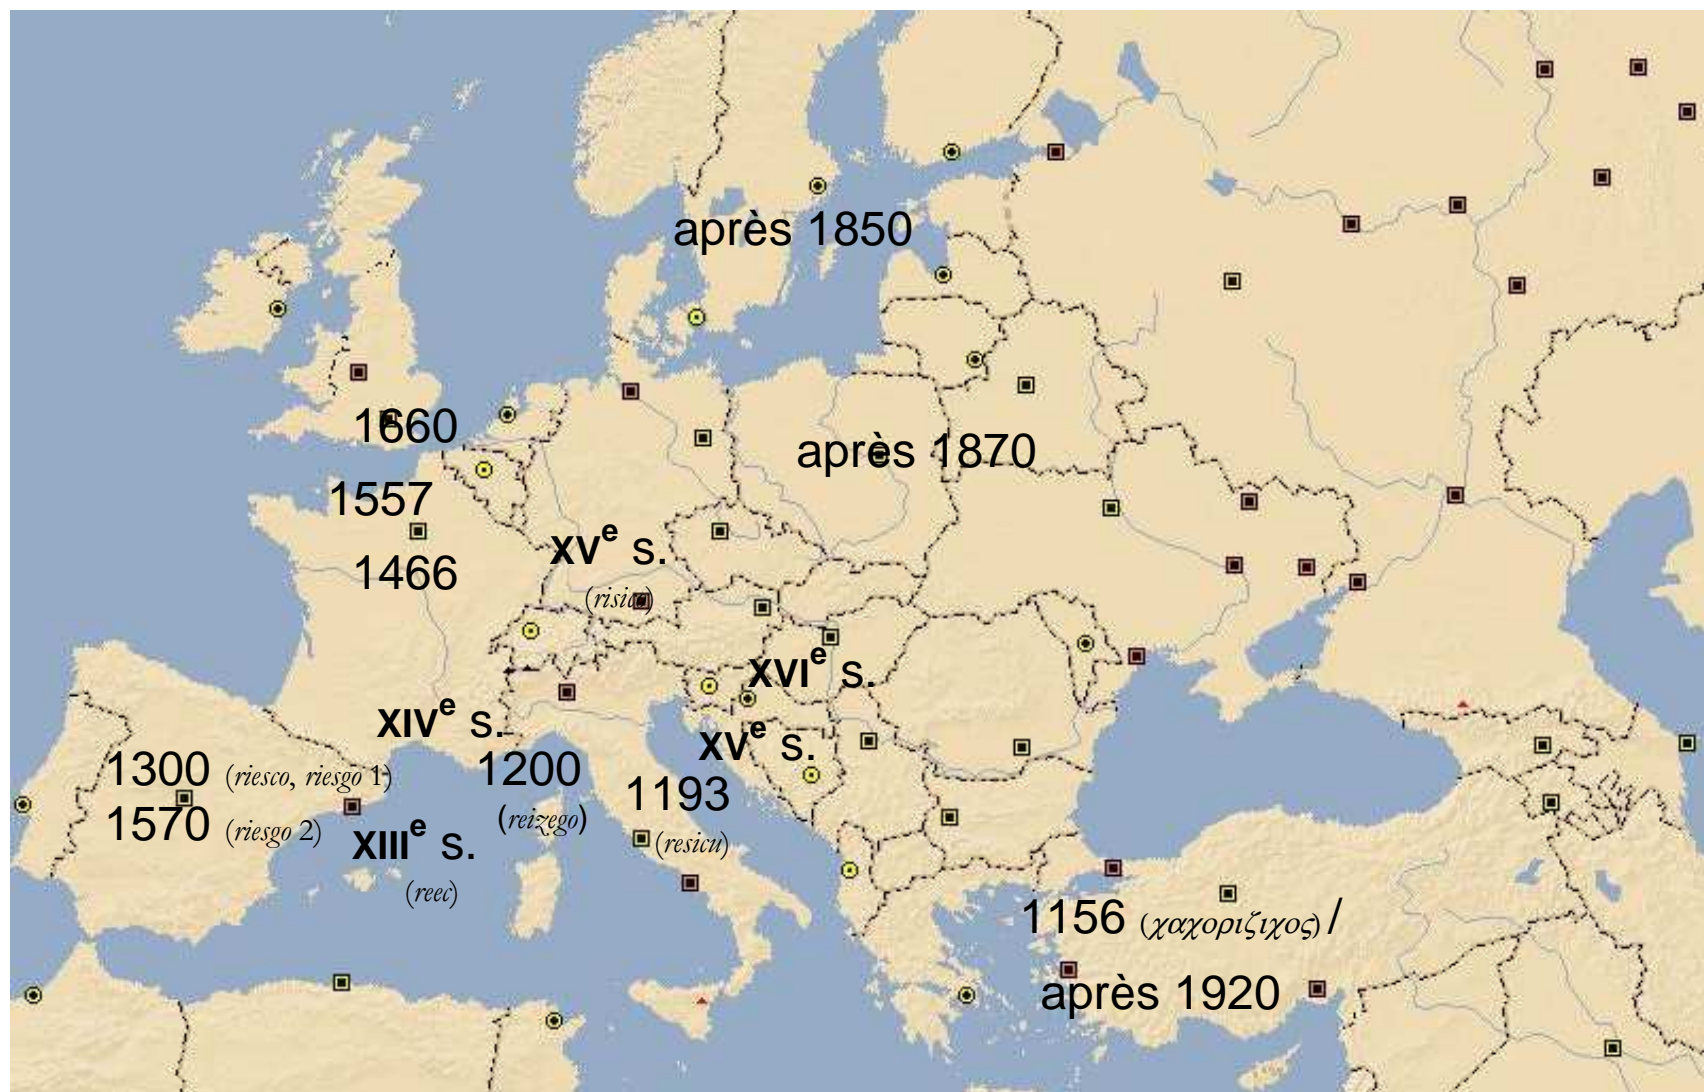 après 1850
1660
après 1870
1557
XVe s.
1466
(risico)
XVIe s.
XIVe s.
XVe s.
1300 (riesco, riesgo 1)
1200
1193
1570 (riesgo 2)
(reizego)
(resicu)
XIIIe s.
(reec)
1156 (χαχοριζιχος) /
après 1920